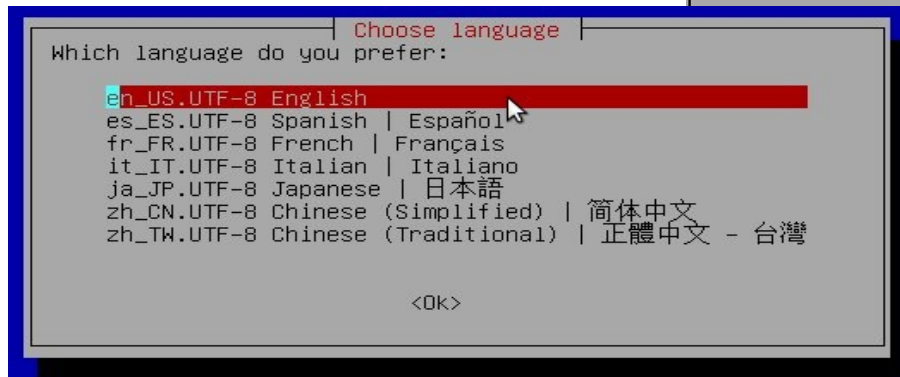 Choose language
Which language do you prefer:
en_US.UTF-8 English
es_ES.UTF-8 Spanish | Español
fr_FR.UTF-8 French | Français
it_IT.UTF-8 Italian | Italiano
ja_JP.UTF-8 Japanese | 日本語
zh_CN.UTF-8 Chinese (Simplified) | 简体中文
zh_TW.UTF-8 Chinese (Traditional) | 正體中文 - 台灣
<Ok>